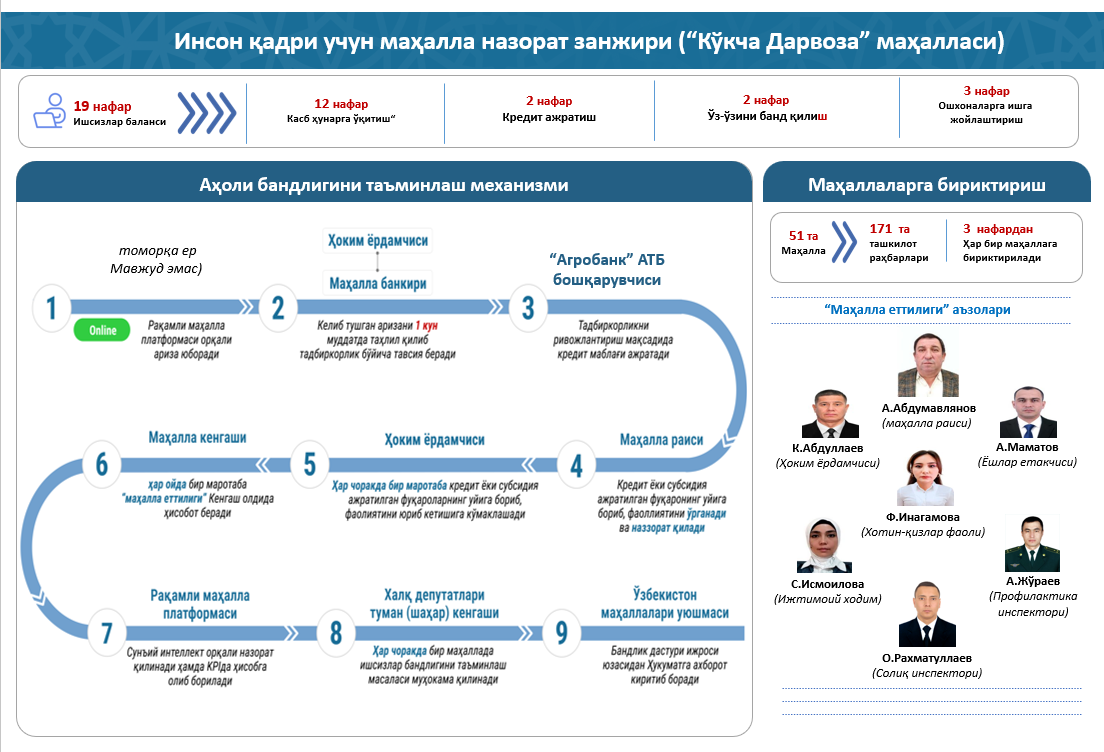 Инсон қадри учун маҳалла назорат занжири (“Кўкча Дарвоза” маҳалласи)
19 нафар
Ишсизлар баланси
12 нафар
Касб ҳунарга ўқитиш“
2 нафар
Кредит ажратиш
2 нафар
Ўз-ўзини банд қилиш
3 нафар
Ошхоналарга ишга
жойлаштириш
Аҳоли бандлигини таъминлаш механизми
томорқа ер
Мавжуд эмас)
1
Online
Рақамли маҳалла
платформаси орқали
ариза юборади
Ҳоким ёрдамчиси
Маҳалла банкири
2
Келиб тушган аризани 1 кун
муддатда таҳлил қилиб
тадбиркорлик бўйича тавсия беради
“Агробанк” АТБ
бошқарувчиси
3
Тадбиркорликни
ривожлантириш мақсадида
кредит маблағи ажратади
Маҳалла раиси
4
Кредит ёки субсидия
ажратилган фуқаронинг уйига
бориб, фаоллиятини ўрганади
ва наззорат қилади
Ҳоким ёрдамчиси
5
Ҳар чоракда бир маротаба кредит ёки субсидия
ажратилган фуқароларнинг уйига бориб,
фаолиятини юриб кетишига кўмаклашади
Маҳалла кенгаши
6
ҳар ойда бир маротаба
"маҳалла еттилиги" Кенгаш олдида
ҳисобот беради
Рақамли маҳалла
платформаси
7
Сунъий интеллект орқали назорат
қилинади ҳамда KPIда ҳисобга
олиб борилади
Халқ депутатлари
туман (шаҳар) кенгаши
8
Ҳар чоракда бир маҳаллада
ишсизлар бандлигини таъминлаш
масаласи муҳокама қилинади
Ўзбекистон
маҳаллалари уюшмаси
9
Бандлик дастури ижроси
юзасидан Ҳукуматга ахборот
киритиб боради
Маҳаллаларга бириктириш
51 та
Маҳалла
171 та
ташкилот
раҳбарлари
3 нафардан
Ҳар бир маҳаллага
бириктирилади
“Маҳалла еттилиги” аъзолари
А.Абдумавлянов
(маҳалла раиси)
К.Абдуллаев
(Ҳоким ёрдамчиси)
А.Маматов
(Ёшлар етакчиси)
Ф.Инагамова
(Хотин-қизлар фаоли)
С.Исмоилова
(Ижтимоий ходим)
А.Жўраев
(Профилактика
инспектори)
О.Рахматуллаев
(Солиқ инспектори)